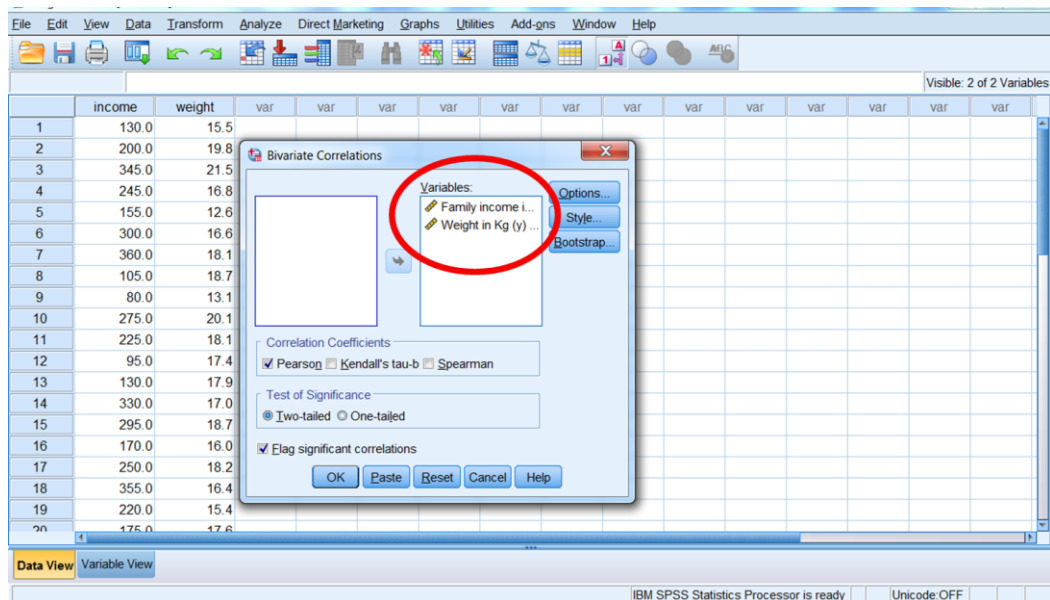 File Edit View Data Transform Analyze Direct Marketing Graphs Utilities Add-ons Window Help
Visible: 2 of 2 Variables
income weight var var var var var var var var var var var var var
1 130.0 15.5
2 200.0 19.8
3 345.0 21.5
4 245.0 16.8
5 155.0 12.6
6 300.0 16.6
7 360.0 18.1
8 105.0 18.7
9 80.0 13.1
10 275.0 20.1
11 225.0 18.1
12 95.0 17.4
13 130.0 17.9
14 330.0 17.0
15 295.0 18.7
16 170.0 16.0
17 250.0 18.2
18 355.0 16.4
19 220.0 15.4
20 175.0 17.6
Bivariate Correlations
Variables:
Family income i...
Weight in Kg (y) ...
Options...
Style...
Bootstrap...
Correlation Coefficients
Pearson Kendall's tau-b Spearman
Test of Significance
Two-tailed One-tailed
Flag significant correlations
OK Paste Reset Cancel Help
Data View Variable View
IBM SPSS Statistics Processor is ready Unicode:OFF